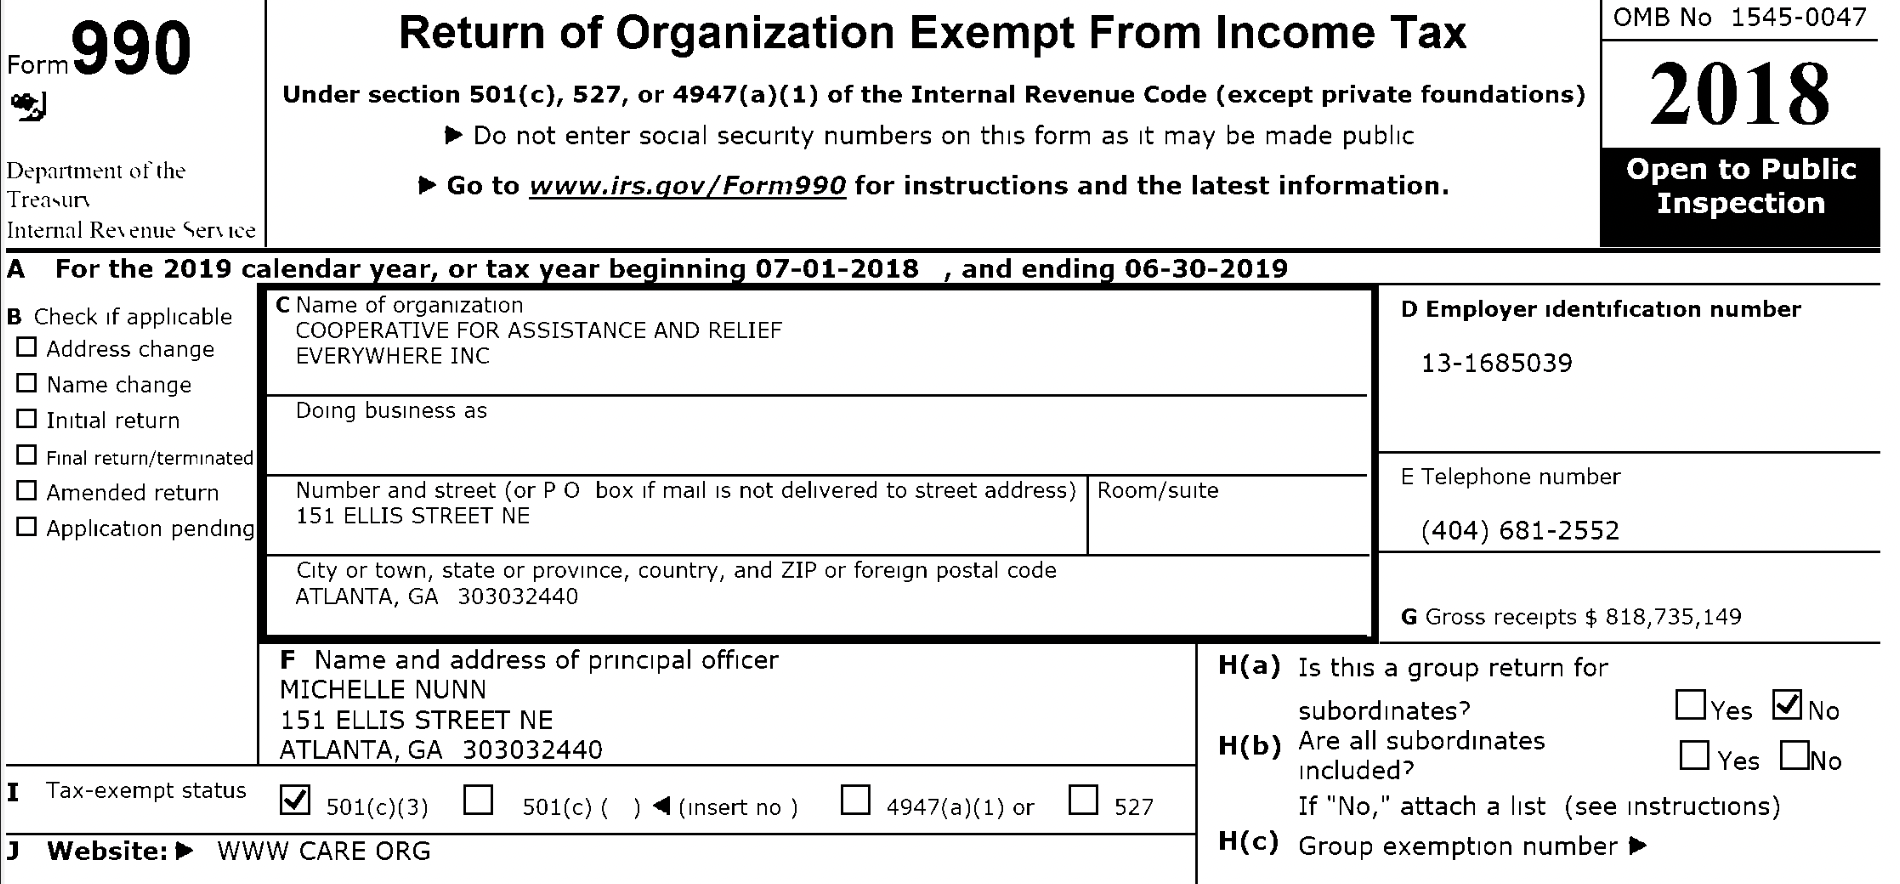 Form 990
Department of the
Treasury
Internal Revenue Service
Return of Organization Exempt From Income Tax
Under section 501(c), 527, or 4947(a)(1) of the Internal Revenue Code (except private foundations)
▶ Do not enter social security numbers on this form as it may be made public
▶ Go to www.irs.gov/Form990 for instructions and the latest information.
OMB No 1545-0047
2018
Open to Public
Inspection
A For the 2019 calendar year, or tax year beginning 07-01-2018 , and ending 06-30-2019
B Check if applicable
☐ Address change
☐ Name change
☐ Initial return
☐ Final return/terminated
☐ Amended return
☐ Application pending
C Name of organization
COOPERATIVE FOR ASSISTANCE AND RELIEF
EVERYWHERE INC
Doing business as
Number and street (or P O box if mail is not delivered to street address) Room/suite
151 ELLIS STREET NE
City or town, state or province, country, and ZIP or foreign postal code
ATLANTA, GA 303032440
D Employer identification number
13-1685039
E Telephone number
(404) 681-2552
G Gross receipts $ 818,735,149
F Name and address of principal officer
MICHELLE NUNN
151 ELLIS STREET NE
ATLANTA, GA 303032440
H(a) Is this a group return for
subordinates? ☐ Yes ☑ No
H(b) Are all subordinates
included? ☐ Yes ☐ No
If "No," attach a list (see instructions)
H(c) Group exemption number ▶
I Tax-exempt status ☑ 501(c)(3) ☐ 501(c) ( ) ◀ (insert no ) ☐ 4947(a)(1) or ☐ 527
J Website: ▶ WWW CARE ORG